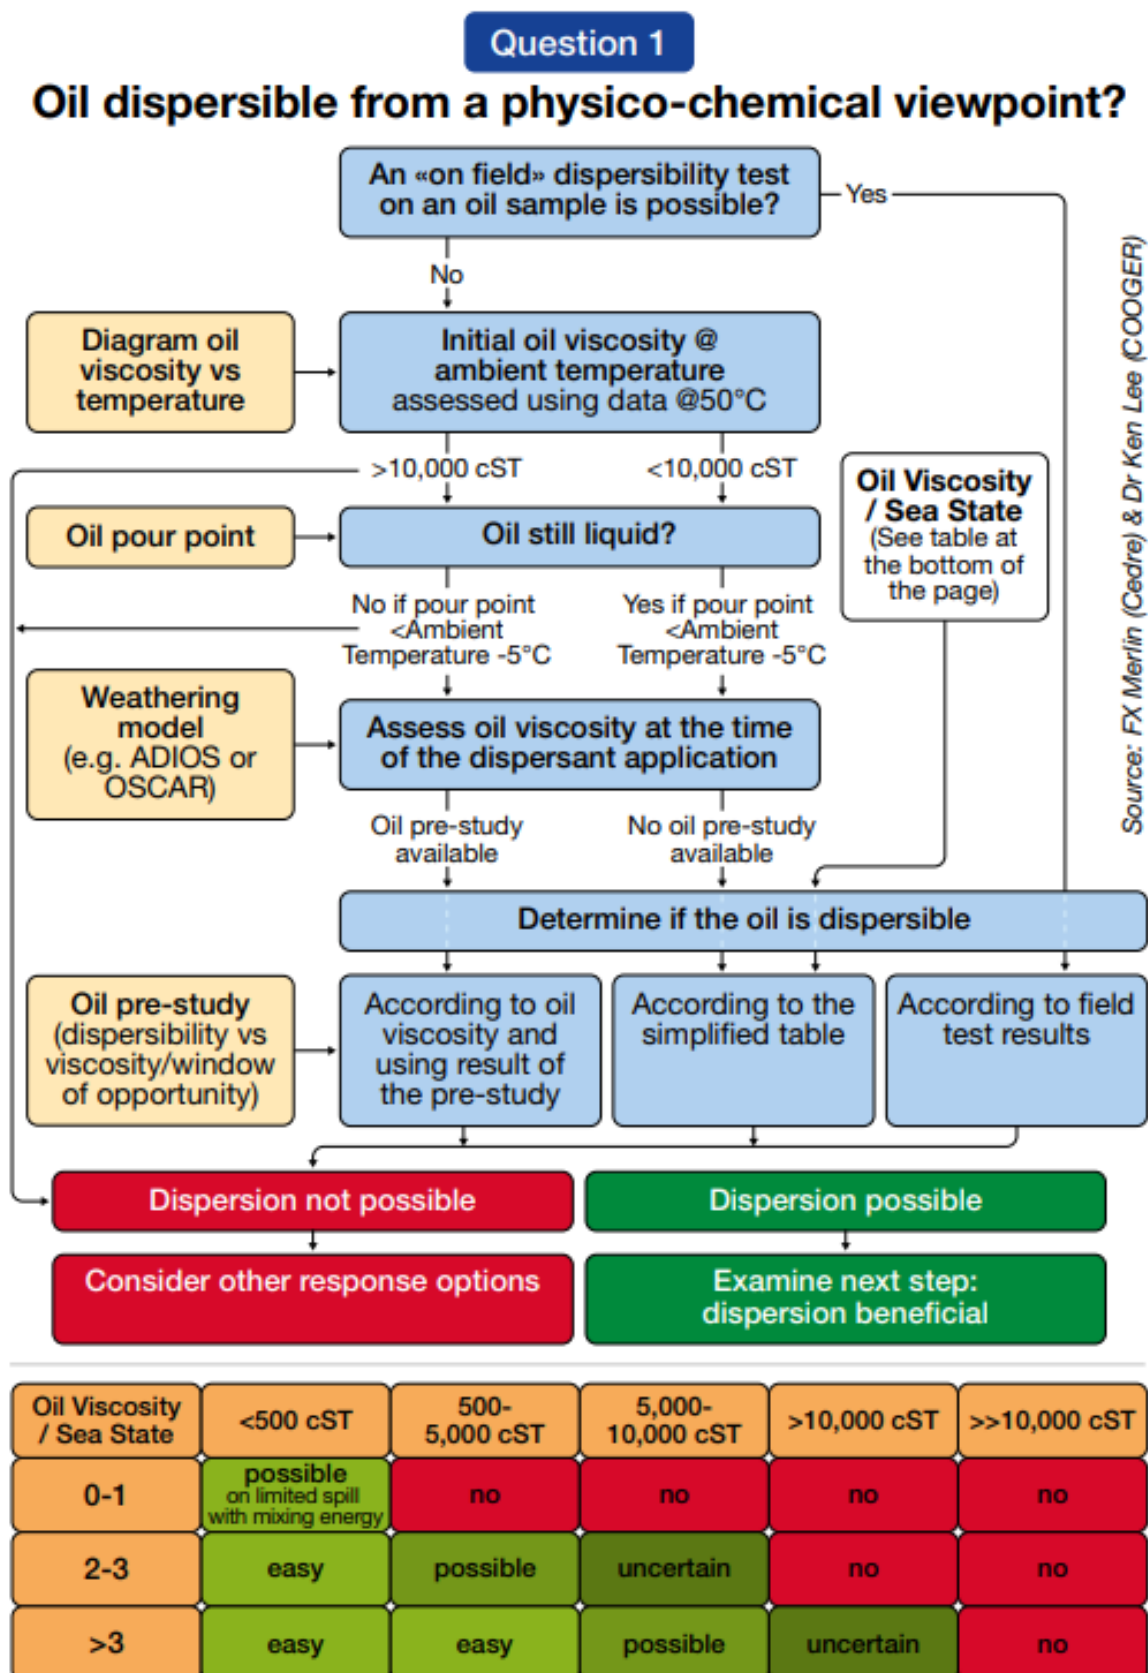 Question 1
Oil dispersible from a physico-chemical viewpoint?
An «on field» dispersibility test
on an oil sample is possible?
Yes
No
Diagram oil
viscosity vs
temperature
Initial oil viscosity @
ambient temperature
assessed using data @50°C
>10,000 cST
<10,000 cST
Oil Viscosity
/ Sea State
(See table at
the bottom of
the page)
Source: FX Merlin (Cedre) & Dr Ken Lee (COOGER)
Oil pour point
Oil still liquid?
No if pour point
<Ambient
Temperature -5°C
Yes if pour point
<Ambient
Temperature -5°C
Weathering
model
(e.g. ADIOS or
OSCAR)
Assess oil viscosity at the time
of the dispersant application
Oil pre-study
available
No oil pre-study
available
Determine if the oil is dispersible
Oil pre-study
(dispersibility vs
viscosity/window
of opportunity)
According to oil
viscosity and
using result of
the pre-study
According to the
simplified table
According to field
test results
Dispersion not possible
Dispersion possible
Consider other response options
Examine next step:
dispersion beneficial
Oil Viscosity
/ Sea State
<500 cST
500-
5,000 cST
5,000-
10,000 cST
>10,000 cST
>>10,000 cST
0-1
possible
on limited spill
with mixing energy
no
no
no
no
2-3
easy
possible
uncertain
no
no
>3
easy
easy
possible
uncertain
no